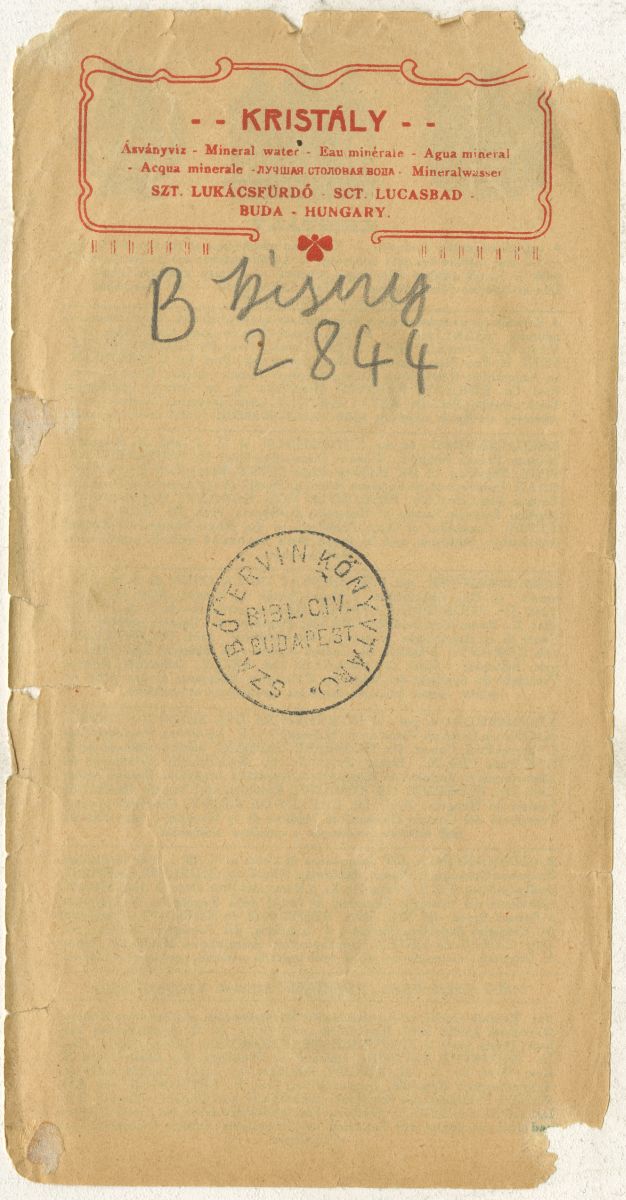 - - KRISTÁLY - -
Ásványvíz - Mineral water - Eau minérale - Agua mineral
- Acqua minerale - ЛУЧШАЯ СТОЛОВАЯ ВОДА - Mineralwasser
SZT. LUKÁCSFÜRDŐ - SCT. LUCASBAD -
BUDA - HUNGARY.
B
2844
SZABÓ ERVIN KÖNYVTÁR
BIBL. CIV.
BUDAPEST